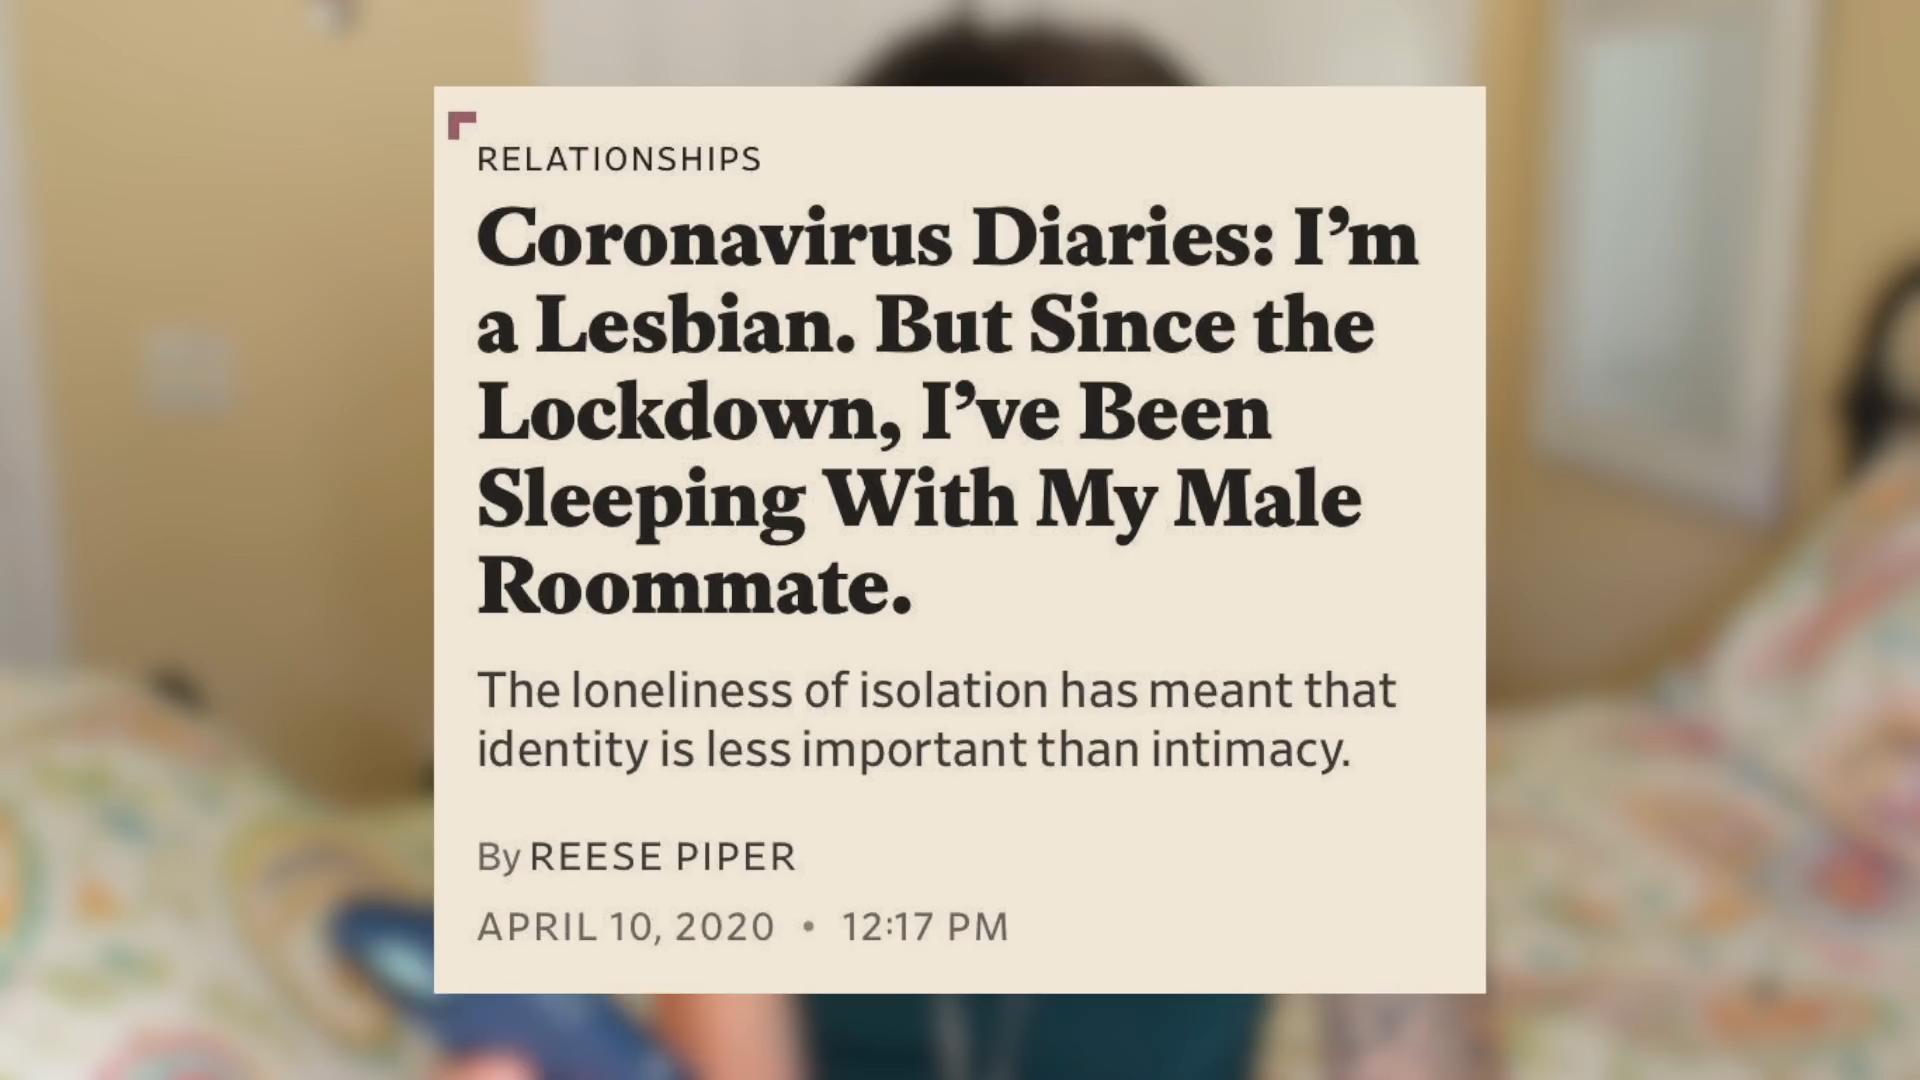 RELATIONSHIPS
Coronavirus Diaries: I’m
a Lesbian. But Since the
Lockdown, I’ve Been
Sleeping With My Male
Roommate.
The loneliness of isolation has meant that
identity is less important than intimacy.
By REESE PIPER
APRIL 10, 2020 • 12:17 PM